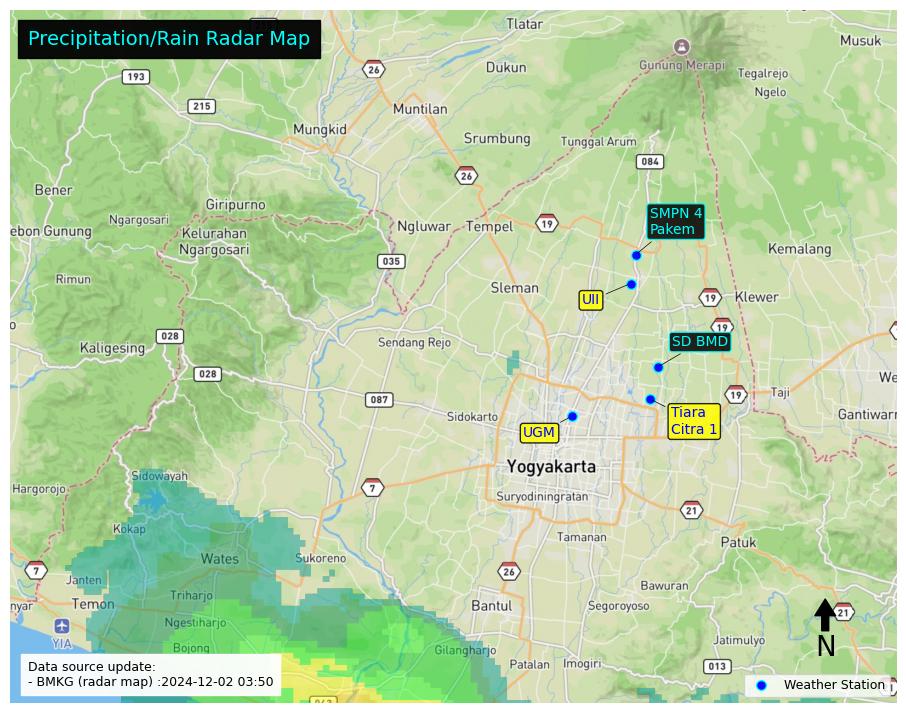 Precipitation/Rain Radar Map
Tlatar
Musuk
26
Dukun
Gunung Merapi
Tegalrejo
193
Ngelo
215
Muntilan
Mungkid
Srumbung
Tunggal Arum
084
26
Bener
Giripurno
SMPN 4
Pakem
Ngargosari
Ngluwar
Tempel
19
ebon Gunung
Kelurahan
Ngargosari
Kemalang
035
Rimun
Sleman
UII
19
Klewer
19
028
Sendang Rejo
SD BMD
Kaligesing
028
We
087
19
Taji
Sidokarto
Tiara
Citra 1
Gantiwarn
UGM
Yogyakarta
Sidowayah
Hargorojo
7
Suryodiningratan
21
Kokap
Tamanan
Patuk
Wates
Sukoreno
7
Janten
26
Bawuran
Triharjo
nyar
Temon
Bantul
Segoroyoso
21
Ngestiharjo
YIA
Jatimulyo
N
Bojong
Gilangharjo
Patalan
Imogiri
013
Data source update:
- BMKG (radar map) :2024-12-02 03:50
Weather Station